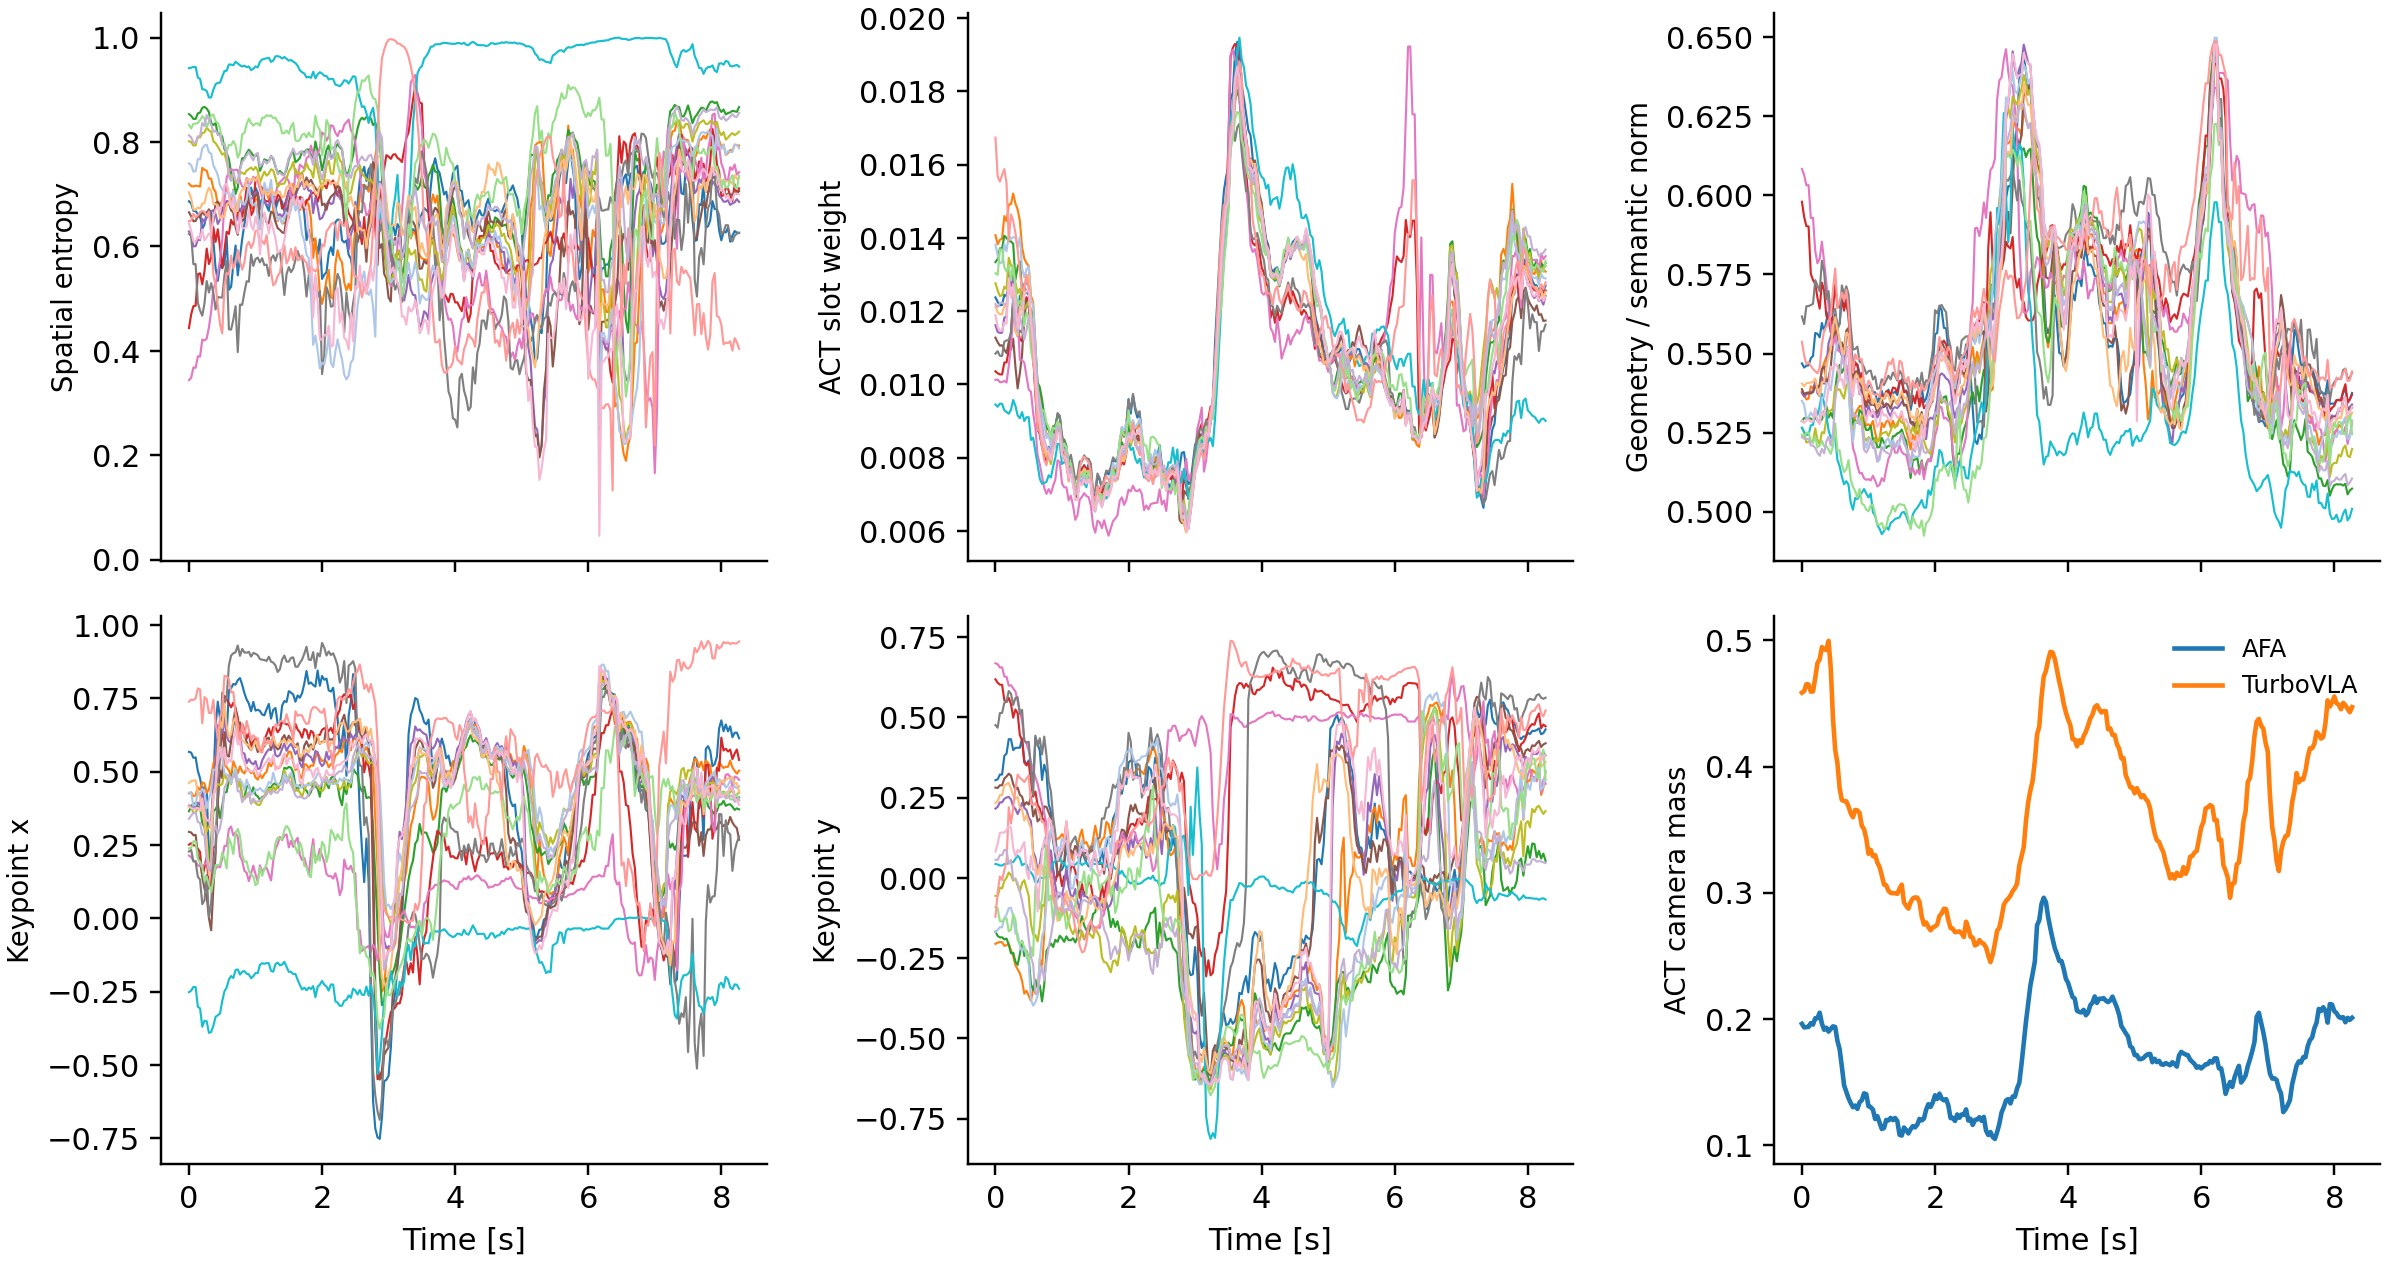 Spatial entropy
1.0
0.8
0.6
0.4
0.2
0.0
ACT slot weight
0.020
0.018
0.016
0.014
0.012
0.010
0.008
0.006
Geometry / semantic norm
0.650
0.625
0.600
0.575
0.550
0.525
0.500
Keypoint x
1.00
0.75
0.50
0.25
0.00
−0.25
−0.50
−0.75
0 2 4 6 8
Time [s]
Keypoint y
0.75
0.50
0.25
0.00
−0.25
−0.50
−0.75
0 2 4 6 8
Time [s]
ACT camera mass
0.5
0.4
0.3
0.2
0.1
AFA
TurboVLA
0 2 4 6 8
Time [s]